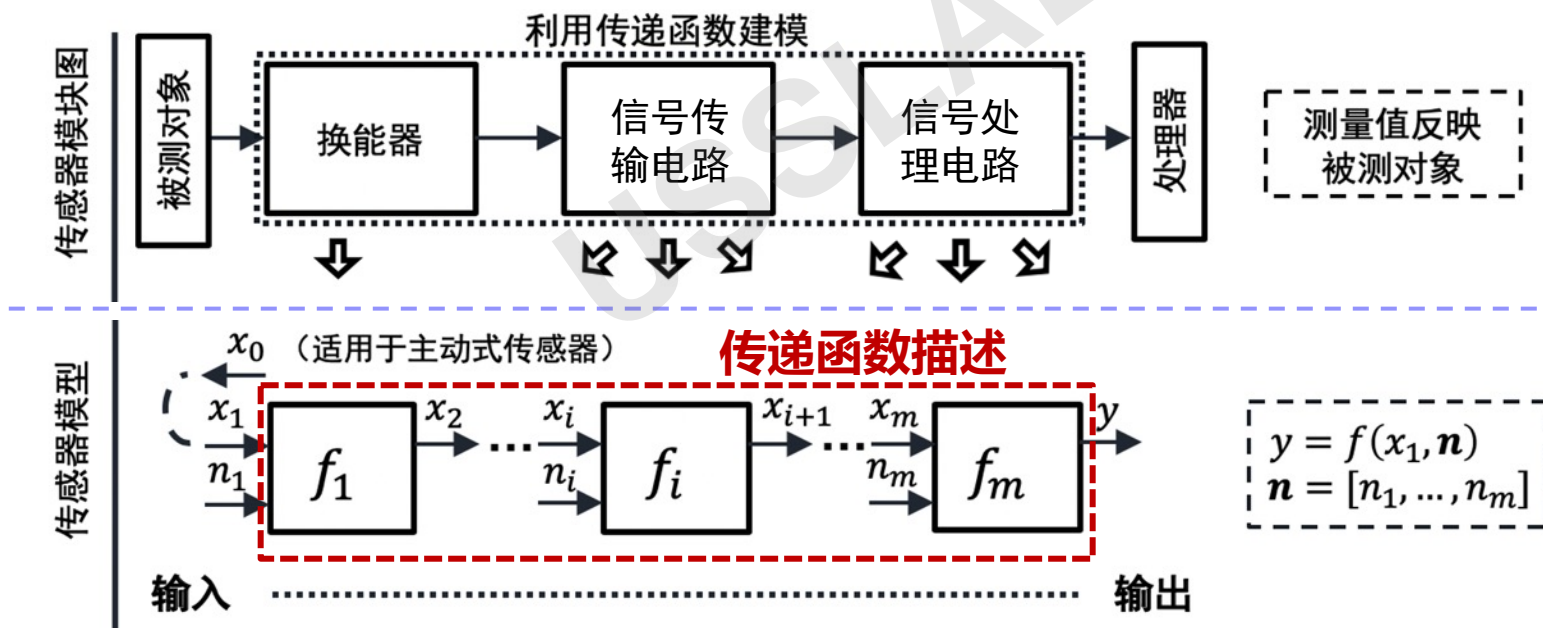 利用传递函数建模
传感器模块图
被测对象
换能器
信号传
输电路
信号处
理电路
处理器
测量值反映
被测对象
USSLA
传感器模型
x₀ (适用于主动式传感器)
传递函数描述
x₁
n₁
f₁
x₂
...
xᵢ
nᵢ
fᵢ
xᵢ₊₁
...
xₘ
nₘ
fₘ
y
y = f(x₁, n)
n = [n₁, ..., nₘ]
输入
输出